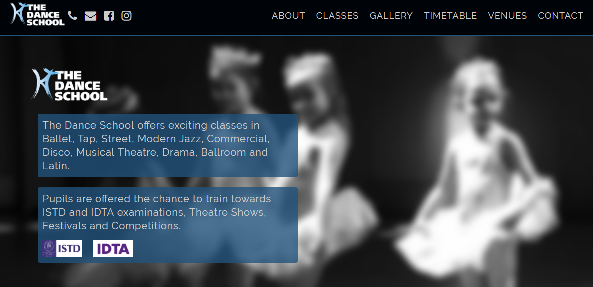 THE DANCE SCHOOL
ABOUT CLASSES GALLERY TIMETABLE VENUES CONTACT
THE DANCE SCHOOL
The Dance School offers exciting classes in
Ballet, Tap, Street, Modern Jazz, Commercial,
Disco, Musical Theatre, Drama, Ballroom and
Latin.
Pupils are offered the chance to train towards
ISTD and IDTA examinations, Theatre Shows,
Festivals and Competitions.
ISTD IDTA